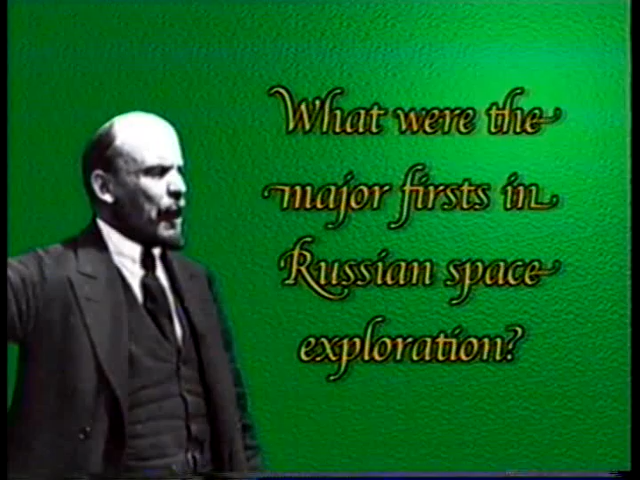 What were the
major firsts in
Russian space
exploration?